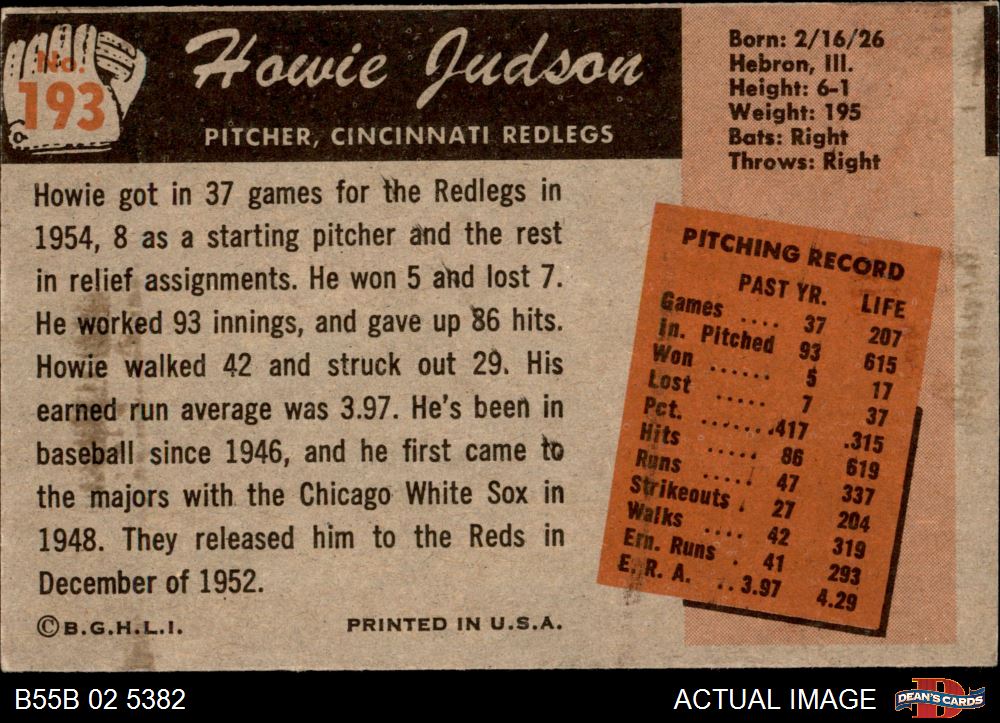 No.
193
Howie Judson
PITCHER, CINCINNATI REDLEGS
Born: 2/16/26
Hebron, Ill.
Height: 6-1
Weight: 195
Bats: Right
Throws: Right
Howie got in 37 games for the Redlegs in
1954, 8 as a starting pitcher and the rest
in relief assignments. He won 5 and lost 7.
He worked 93 innings, and gave up 86 hits.
Howie walked 42 and struck out 29. His
earned run average was 3.97. He's been in
baseball since 1946, and he first came to
the majors with the Chicago White Sox in
1948. They released him to the Reds in
December of 1952.
©B.G.H.L.I. PRINTED IN U.S.A.
PITCHING RECORD
PAST YR. LIFE
Games .... 37 207
In. Pitched 93 615
Won ...... 5 17
Lost ..... 7 37
Pct. ...... .417 .315
Hits ..... 86 619
Runs ..... 47 337
Strikeouts . 27 204
Walks .... 42 319
Ern. Runs . 41 293
E. R. A. .. 3.97 4.29
B55B 02 5382 ACTUAL IMAGE DEAN'S CARDS